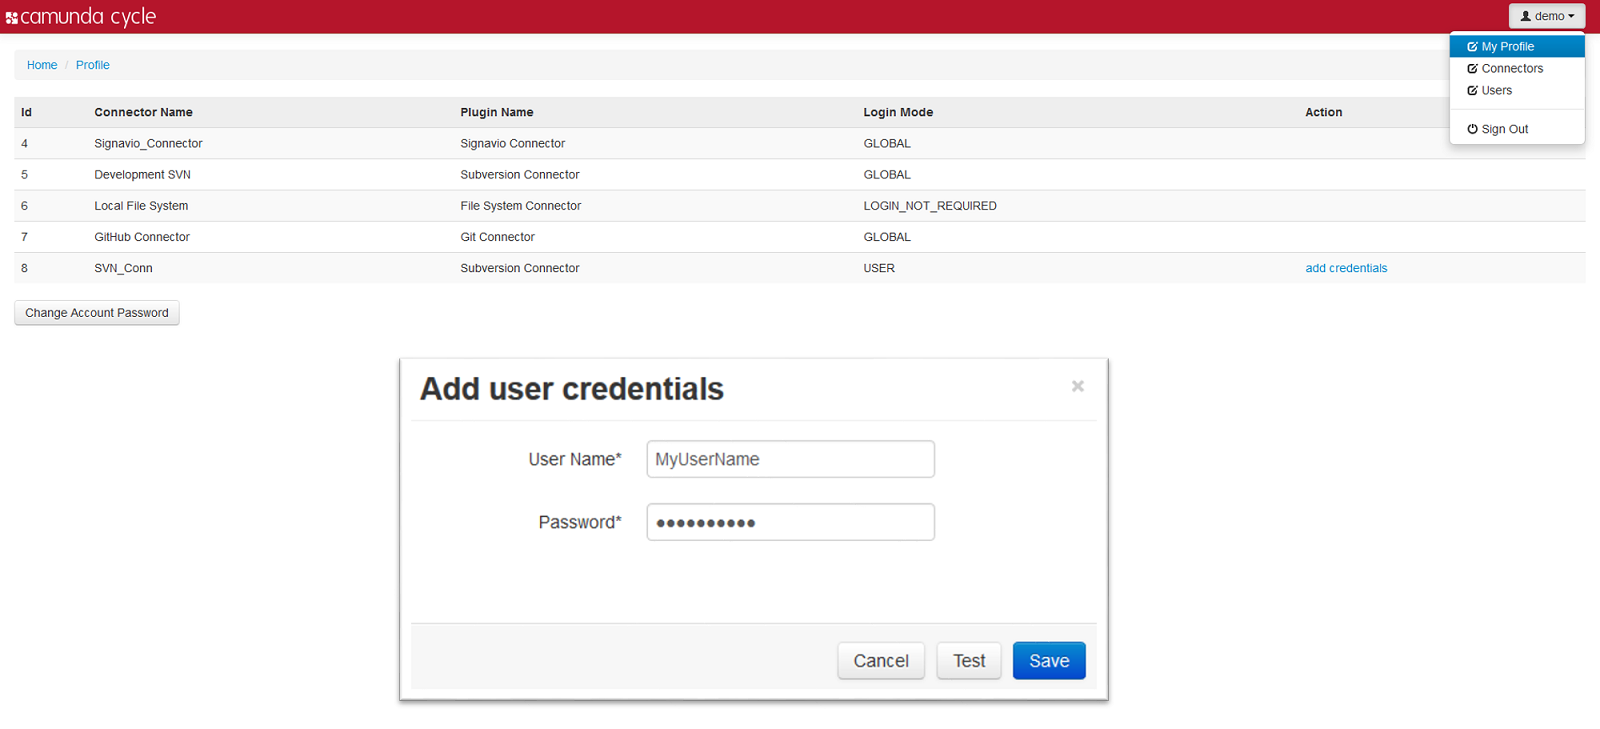 camunda cycle
demo
My Profile
Connectors
Users
Sign Out
Home / Profile
Id Connector Name Plugin Name Login Mode Action
4 Signavio_Connector Signavio Connector GLOBAL
5 Development SVN Subversion Connector GLOBAL
6 Local File System File System Connector LOGIN_NOT_REQUIRED
7 GitHub Connector Git Connector GLOBAL
8 SVN_Conn Subversion Connector USER add credentials
Change Account Password
Add user credentials ×
User Name* MyUserName
Password* ••••••••••
Cancel Test Save